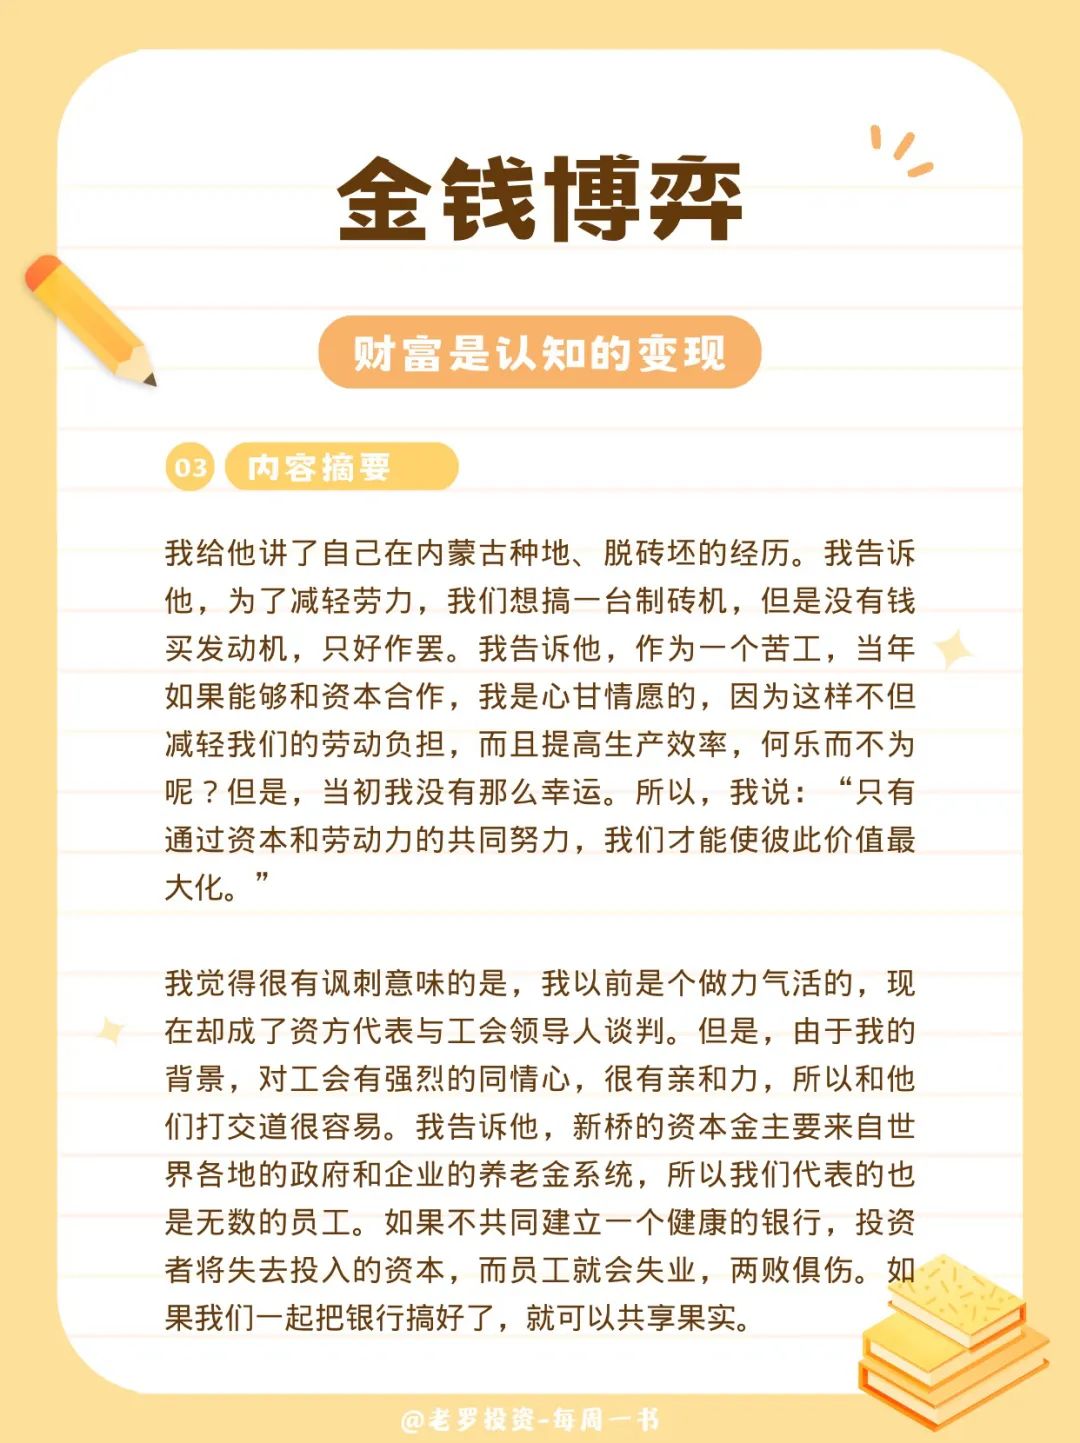 金钱博弈
财富是认知的变现
03 内容摘要
我给他讲了自己在内蒙古种地、脱砖坯的经历。我告诉
他，为了减轻劳力，我们想搞一台制砖机，但是没有钱
买发动机，只好作罢。我告诉他，作为一个苦工，当年
如果能够和资本合作，我是心甘情愿的，因为这样不但
减轻我们的劳动负担，而且提高生产效率，何乐而不为
呢？但是，当初我没有那么幸运。所以，我说：“只有
通过资本和劳动力的共同努力，我们才能使彼此价值最
大化。”
我觉得很有讽刺意味的是，我以前是个做力气活的，现
在却成了资方代表与工会领导人谈判。但是，由于我的
背景，对工会有强烈的同情心，很有亲和力，所以和他
们打交道很容易。我告诉他，新桥的资本金主要来自世
界各地的政府和企业的养老金系统，所以我们代表的也
是无数的员工。如果不共同建立一个健康的银行，投资
者将失去投入的资本，而员工就会失业，两败俱伤。如
果我们一起把银行搞好了，就可以共享果实。
@老罗投资-每周一书